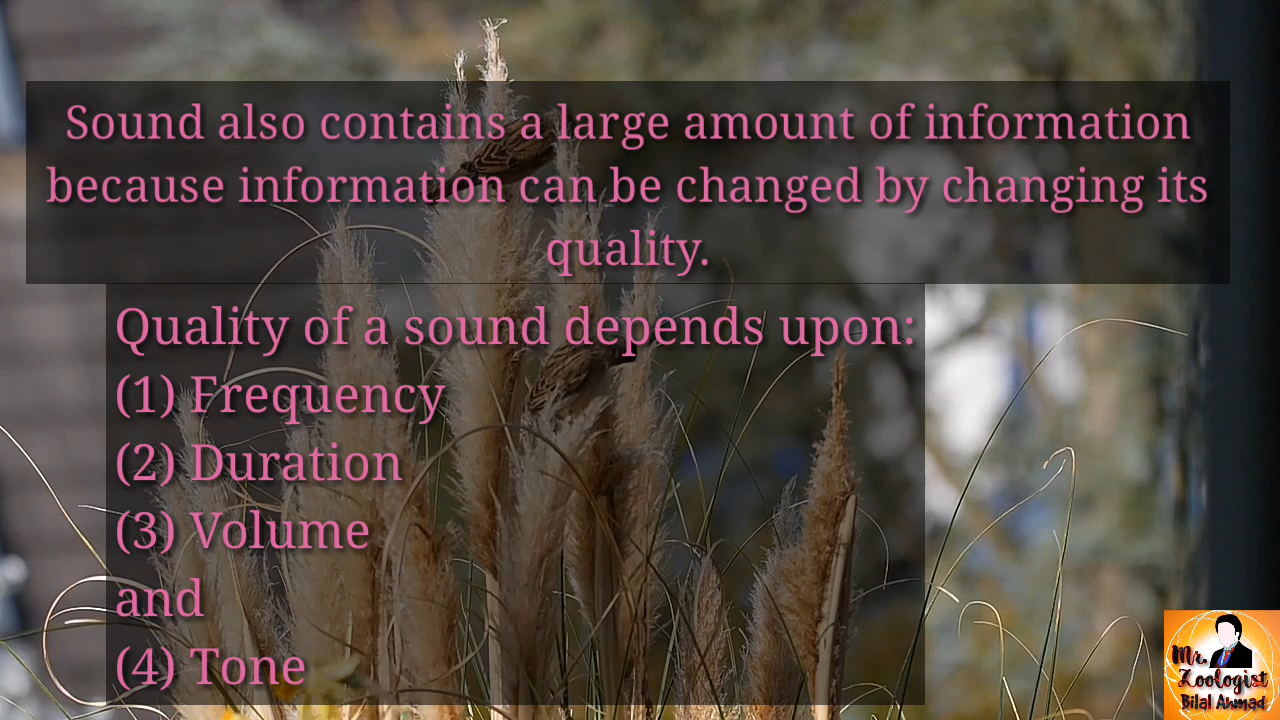 Sound also contains a large amount of information
because information can be changed by changing its
quality.
Quality of a sound depends upon:
(1) Frequency
(2) Duration
(3) Volume
and
(4) Tone
Mr.
Zoologist
Bilal Ahmad